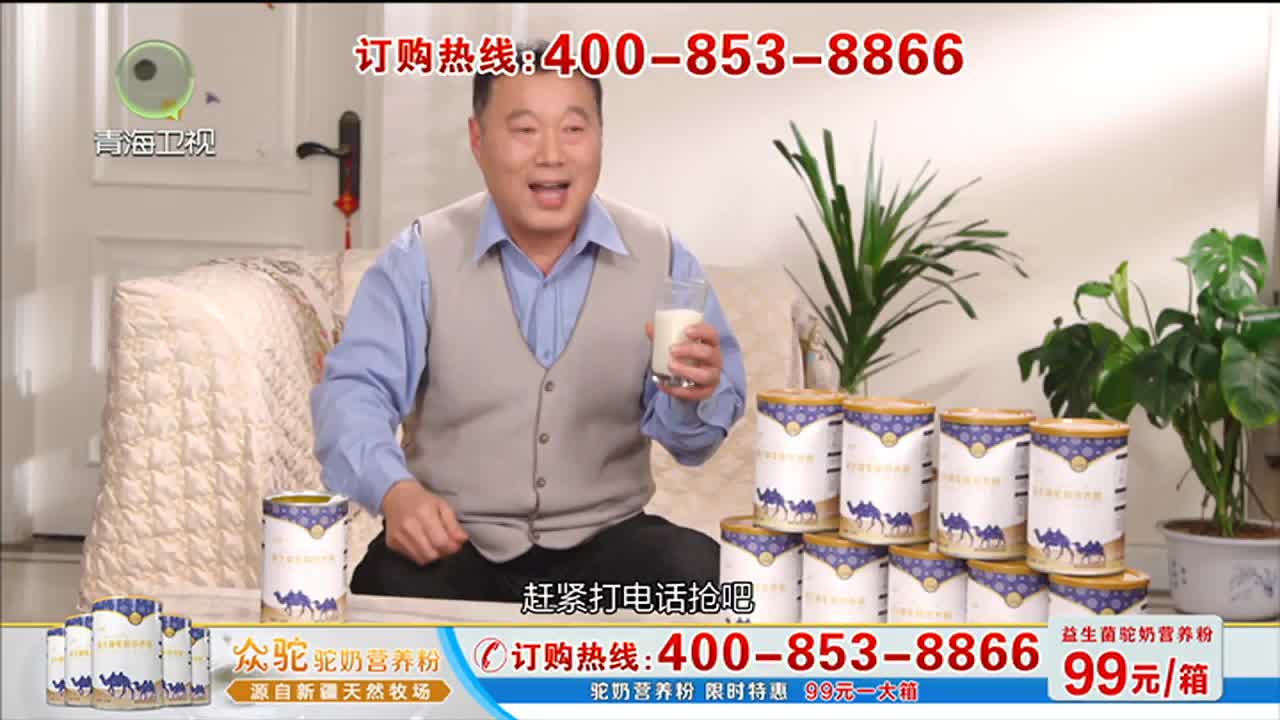 订购热线:400-853-8866
青海卫视
赶紧打电话抢吧
众驼 驼奶营养粉
源自新疆天然牧场
订购热线:400-853-8866
驼奶营养粉 限时特惠 99元一大箱
益生菌驼奶营养粉
99元/箱